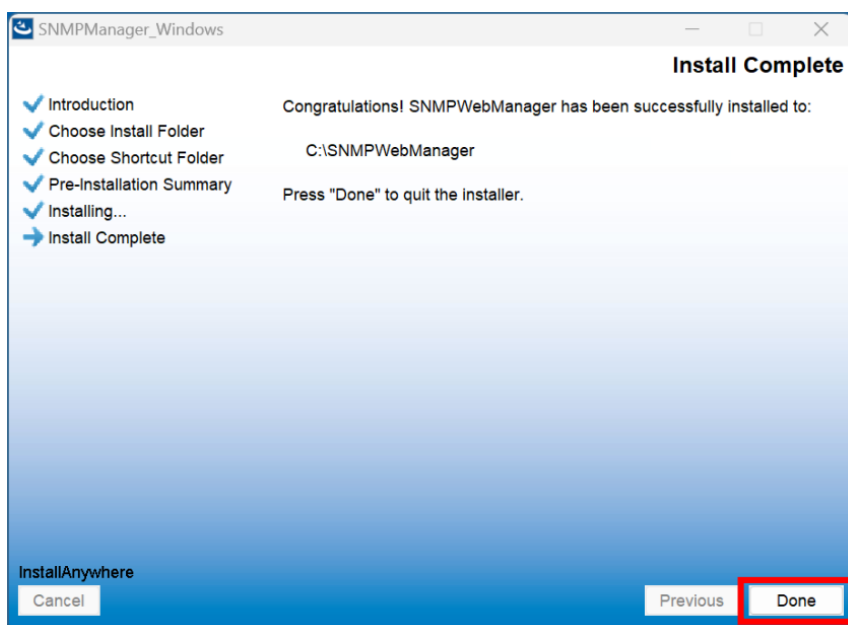 SNMPManager_Windows
Install Complete
Introduction
Choose Install Folder
Choose Shortcut Folder
Pre-Installation Summary
Installing...
Install Complete
Congratulations! SNMPWebManager has been successfully installed to:
C:\SNMPWebManager
Press "Done" to quit the installer.
InstallAnywhere
Cancel
Previous
Done